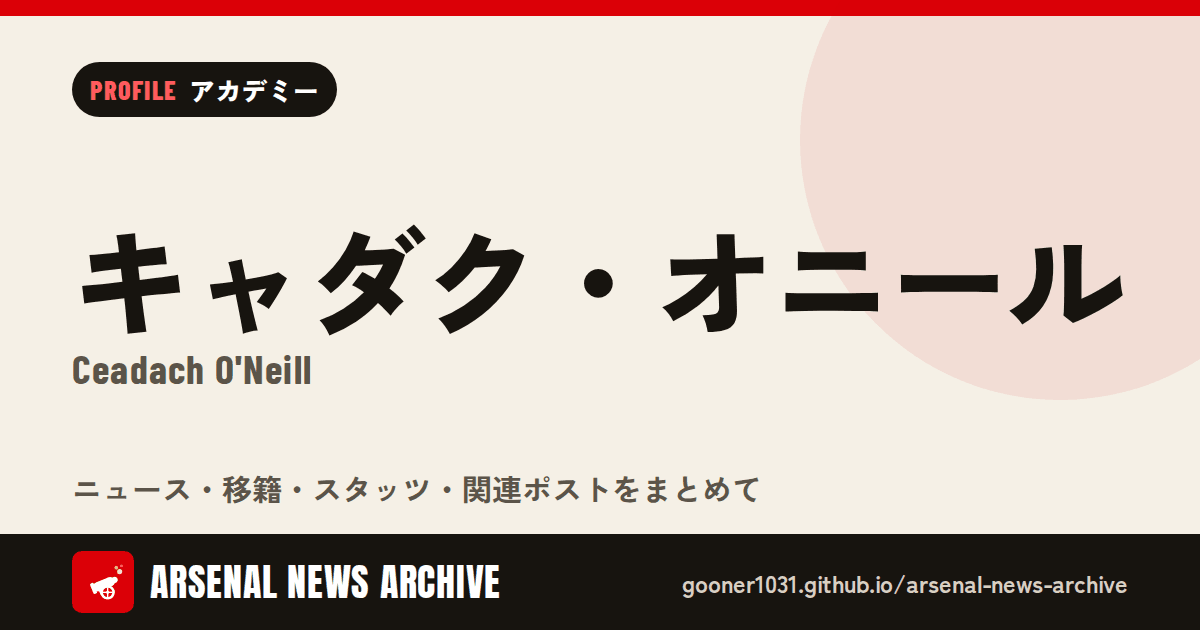 PROFILE アカデミー
キャダク・オニール
Ceadach O'Neill
ニュース・移籍・スタッツ・関連ポストをまとめて
ARSENAL NEWS ARCHIVE
gooner1031.github.io/arsenal-news-archive